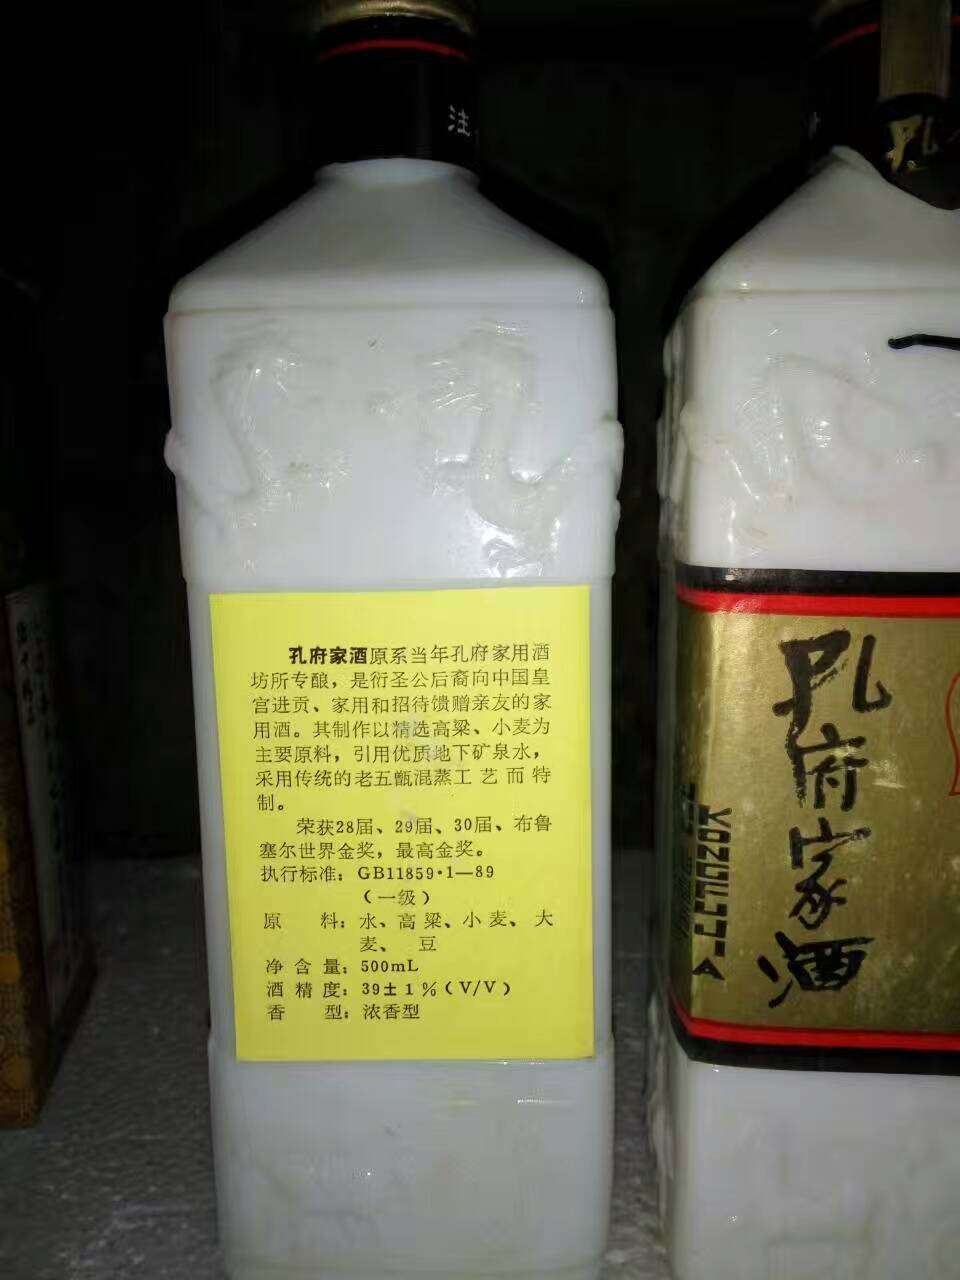 注
孔府家酒原系当年孔府家用酒
坊所专酿，是衍圣公后裔向中国皇
宫进贡、家用和招待馈赠亲友的家
用酒。其制作以精选高粱、小麦为
主要原料，引用优质地下矿泉水，
采用传统的老五甑混蒸工艺而特
制。
荣获28届、29届、30届、布鲁
塞尔世界金奖，最高金奖。
执行标准：GB11859·1—89
（一级）
原 料：水、高粱、小麦、大
麦、 豆
净含量：500mL
酒精度：39±1%(V/V)
香 型：浓香型
孔
孔府家酒
KONGFUJIA